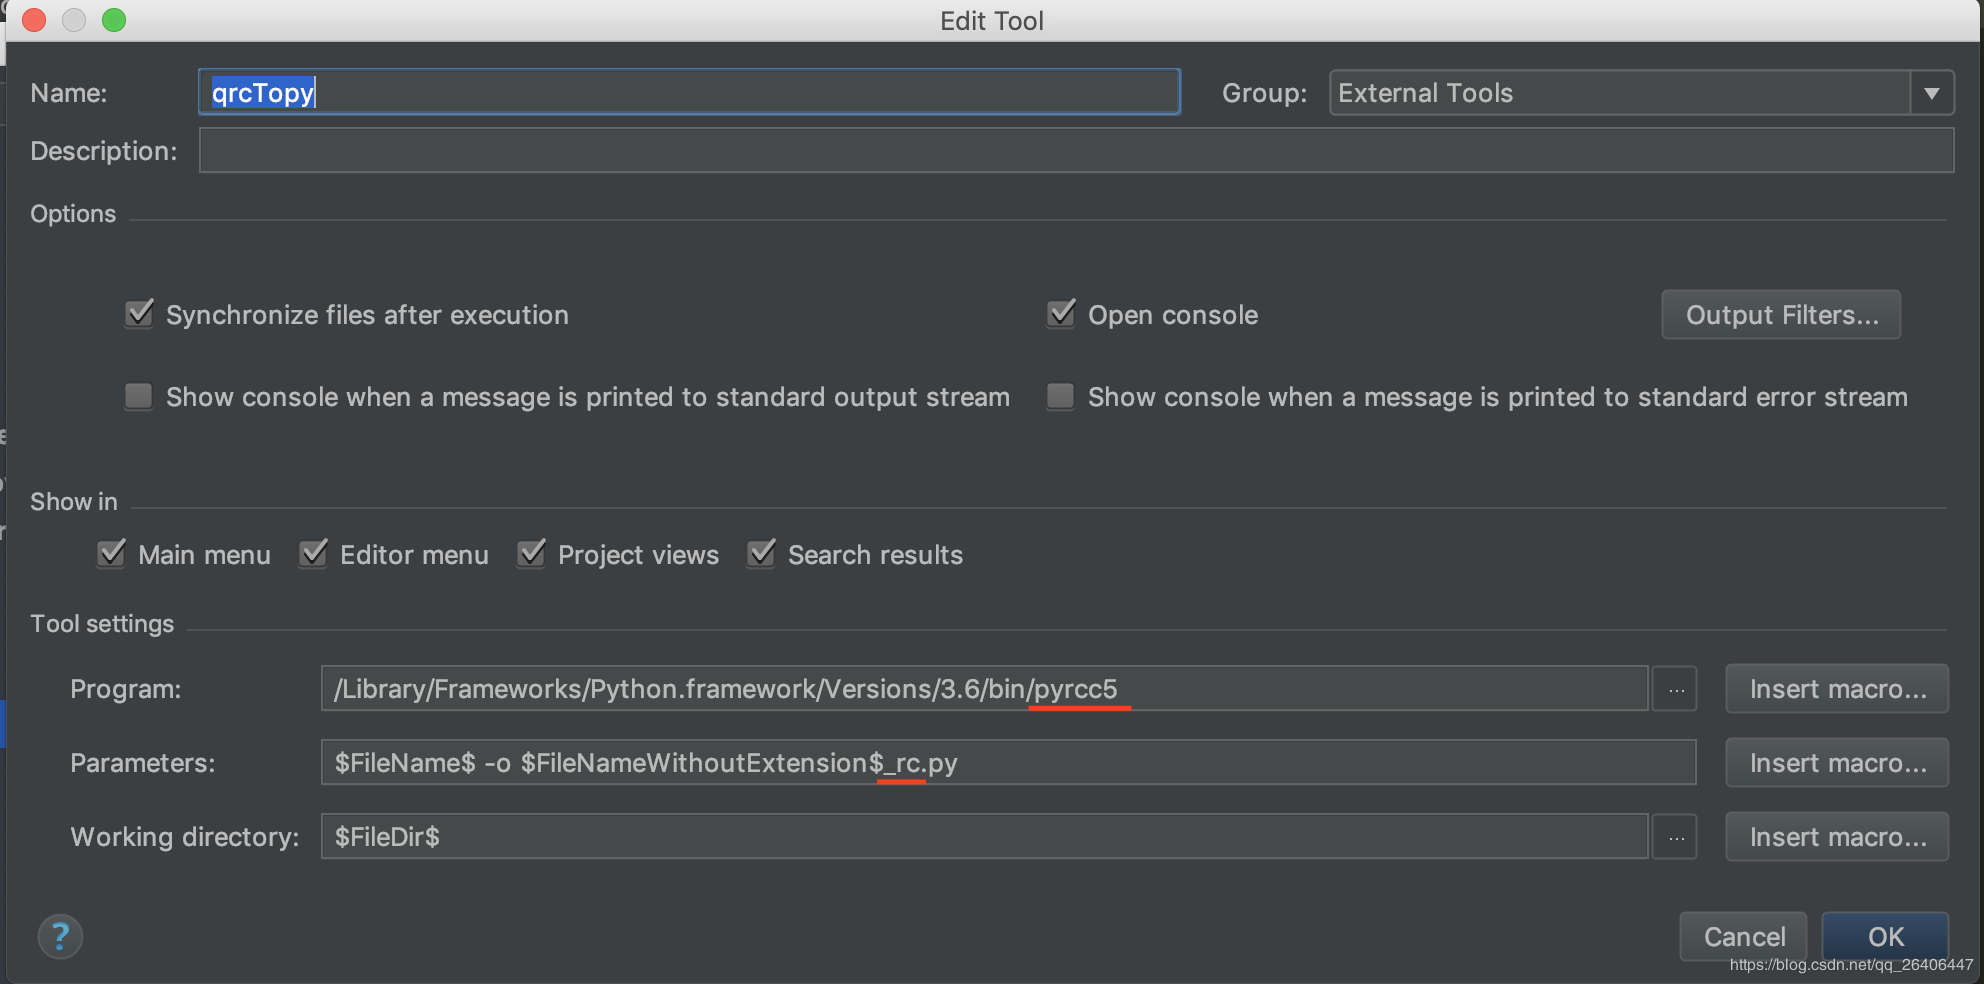 Edit Tool
Name: qrcTopy Group: External Tools
Description:
Options
Synchronize files after execution Open console Output Filters...
Show console when a message is printed to standard output stream Show console when a message is printed to standard error stream
Show in
Main menu Editor menu Project views Search results
Tool settings
Program: /Library/Frameworks/Python.framework/Versions/3.6/bin/pyrcc5 ... Insert macro...
Parameters: $FileName$ -o $FileNameWithoutExtension$_rc.py Insert macro...
Working directory: $FileDir$ ... Insert macro...
? Cancel OK
https://blog.csdn.net/qq_26406447